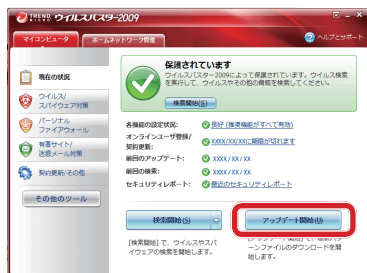 TREND MICRO ウイルスバスター2009
マイコンピュータ ホームネットワーク管理 ヘルプとサポート
現在の状況
ウイルス/
スパイウェア対策
パーソナル
ファイアウォール
有害サイト/
迷惑メール対策
契約更新/その他
その他のツール
保護されています
ウイルスバスター2009によって保護されています。ウイルス検索
を実行して、ウイルスやその他の脅威を検索してください。
検索開始(S)
各機能の設定状況: 良好 (推奨機能がすべて有効)
オンラインユーザ登録/
契約更新: XXXX/XX/XXに期限が切れます
前回のアップデート: XXXX/XX/XX
前回の検索: XXXX/XX/XX
セキュリティレポート: 最近のセキュリティレポート
検索開始(S)
[検索開始] で、ウイルスやスパ
イウェアの検索を開始します。
アップデート開始(U)
[アップデート開始] で、最新パター
ンファイルのダウンロードを開
始します。